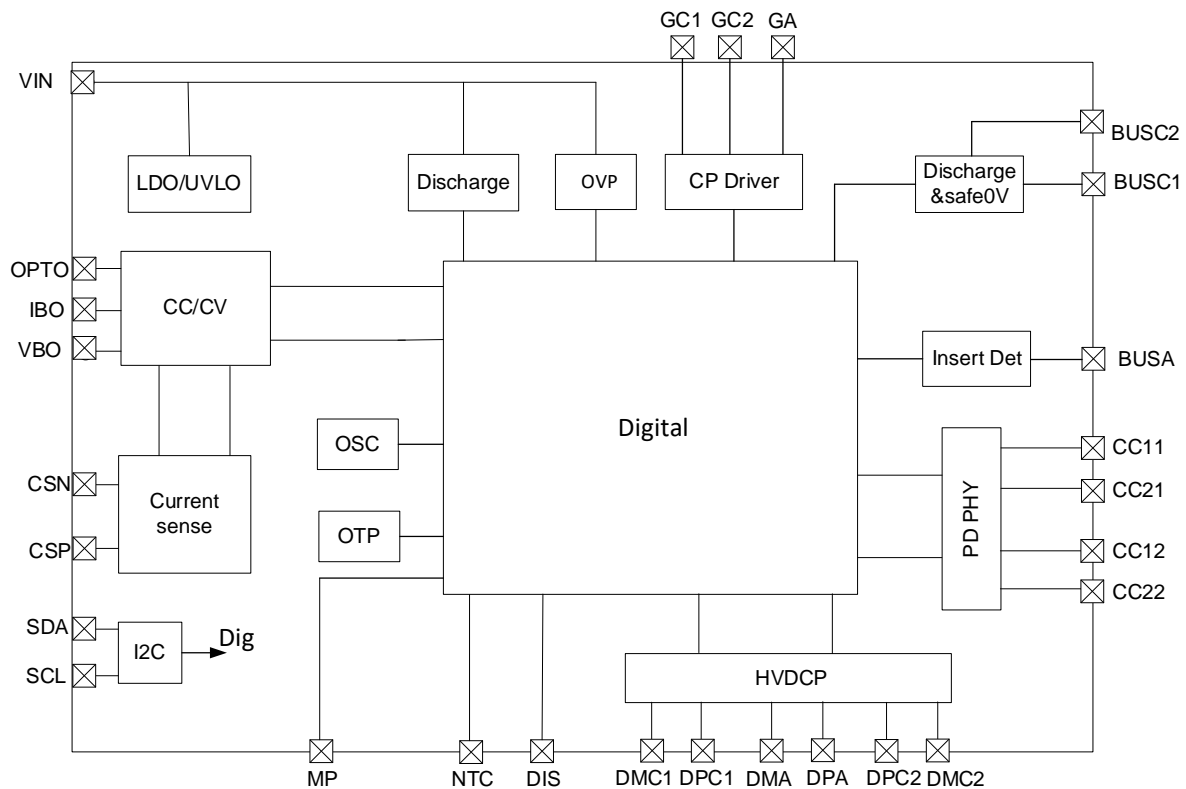 GC1 GC2 GA
VIN
BUSC2
LDO/UVLO
Discharge
OVP
CP Driver
Discharge
&safe0V
BUSC1
OPTO
IBO
VBO
CC/CV
Insert Det
BUSA
Digital
OSC
CC11
CSN
Current
sense
CC21
PD PHY
OTP
CSP
CC12
CC22
SDA
I2C
Dig
SCL
HVDCP
MP
NTC
DIS
DMC1
DPC1
DMA
DPA
DPC2
DMC2